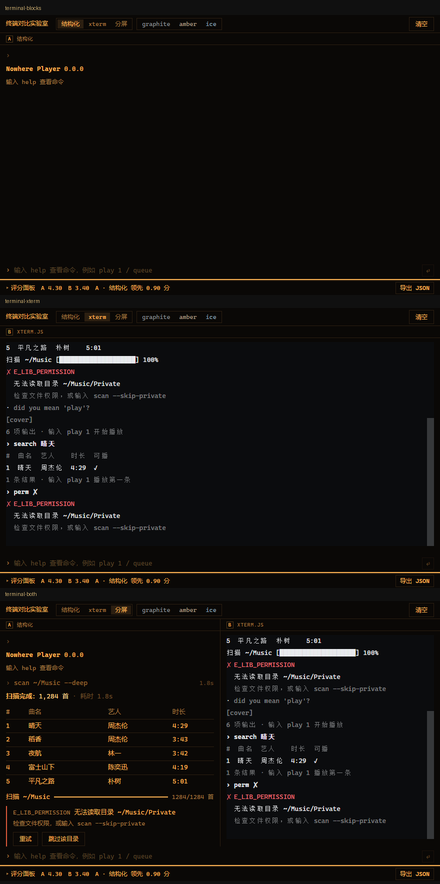 terminal-blocks
终端对比实验室 结构化 xterm 分屏 graphite amber ice 清空
A 结构化
›
Nowhere Player 0.0.0
输入 help 查看命令
› 输入 help 查看命令，例如 play 1 / queue
• 评分面板 A 4.30 B 3.40 A · 结构化 领先 0.90 分 导出 JSON
terminal-xterm
终端对比实验室 结构化 xterm 分屏 graphite amber ice 清空
B XTERM.JS
5 平凡之路 朴树 5:01
扫描 ~/Music [████████████████████] 100%
✗ E_LIB_PERMISSION
无法读取目录 ~/Music/Private
检查文件权限，或输入 scan --skip-private
· did you mean 'play'?
[cover]
6 项输出 · 输入 play 1 开始播放
› search 晴天
# 曲名 艺人 时长 可播
1 晴天 周杰伦 4:29 ✓
1 条结果 · 输入 play 1 播放第一条
› perm ✗
✗ E_LIB_PERMISSION
无法读取目录 ~/Music/Private
检查文件权限，或输入 scan --skip-private
› 输入 help 查看命令，例如 play 1 / queue
• 评分面板 A 4.30 B 3.40 A · 结构化 领先 0.90 分 导出 JSON
terminal-both
终端对比实验室 结构化 xterm 分屏 graphite amber ice 清空
A 结构化
›
Nowhere Player 0.0.0
输入 help 查看命令
› scan ~/Music --deep 1.8s
扫描完成：1,284 首 · 耗时 1.8s
# 曲名 艺人 时长
1 晴天 周杰伦 4:29
2 稻香 周杰伦 3:43
3 夜航 林一 3:42
4 富士山下 陈奕迅 4:19
5 平凡之路 朴树 5:01
扫描 ~/Music 1284/1284 首
E_LIB_PERMISSION 无法读取目录 ~/Music/Private
检查文件权限，或输入 scan --skip-private
重试 跳过该目录
B XTERM.JS
5 平凡之路 朴树 5:01
扫描 ~/Music [████████████████████] 100%
✗ E_LIB_PERMISSION
无法读取目录 ~/Music/Private
检查文件权限，或输入 scan --skip-private
· did you mean 'play'?
[cover]
6 项输出 · 输入 play 1 开始播放
› search 晴天
# 曲名 艺人 时长 可播
1 晴天 周杰伦 4:29 ✓
1 条结果 · 输入 play 1 播放第一条
› perm ✗
✗ E_LIB_PERMISSION
无法读取目录 ~/Music/Private
检查文件权限，或输入 scan --skip-private
› 输入 help 查看命令，例如 play 1 / queue
• 评分面板 A 4.30 B 3.40 A · 结构化 领先 0.90 分 导出 JSON